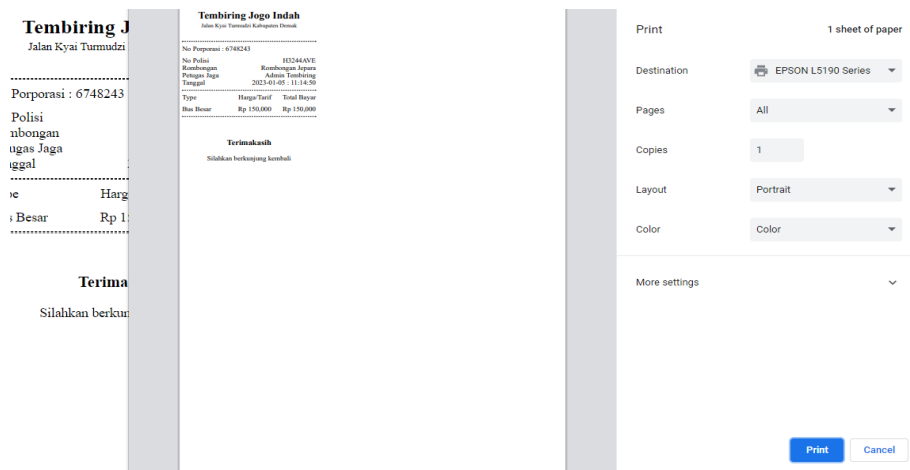 Tembiring J
Jalan Kyai Turmudzi
Porporasi : 6748243
Polisi
mbongan
ugas Jaga
nggal
pe Harg
s Besar Rp 1
Terima
Silahkan berkun
Tembiring Jogo Indah
Jalan Kyai Turmudzi Kabupaten Demak
No Porporasi : 6748243
No Polisi H3244AVE
Rombongan Rombongan Jepara
Petugas Jaga Admin Tembiring
Tanggal 2023-01-05 : 11:14:50
Type Harga/Tarif Total Bayar
Bus Besar Rp 150,000 Rp 150,000
Terimakasih
Silahkan berkunjung kembali
Print 1 sheet of paper
Destination EPSON L5190 Series
Pages All
Copies 1
Layout Portrait
Color Color
More settings
Print Cancel